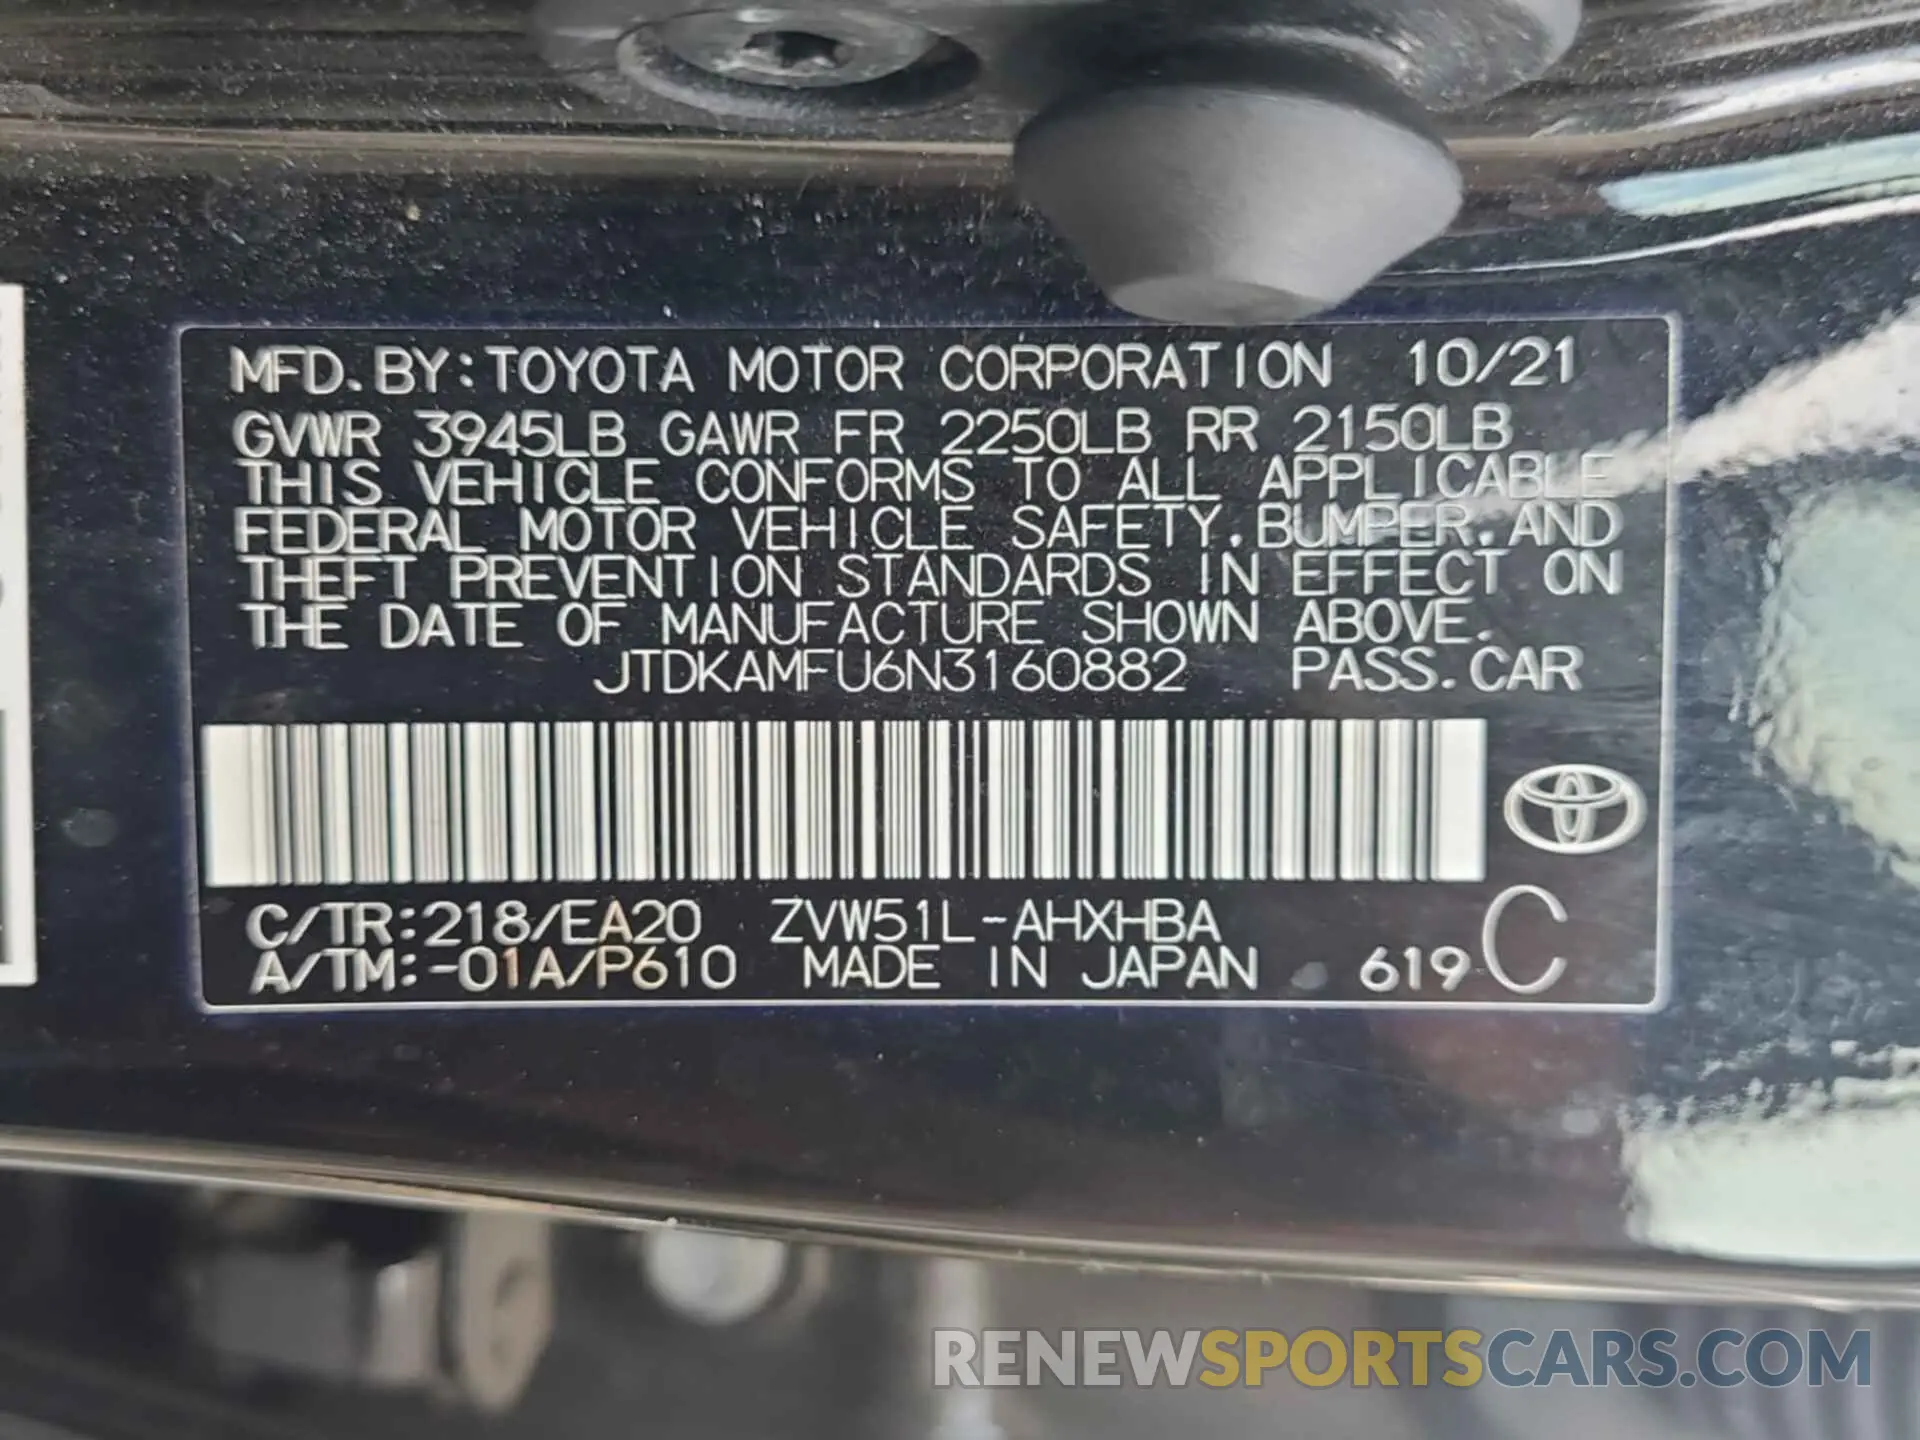 MFD.BY:TOYOTA MOTOR CORPORATION 10/21
GVWR 3945LB GAWR FR 2250LB RR 2150LB
THIS VEHICLE CONFORMS TO ALL APPLICABLE
FEDERAL MOTOR VEHICLE SAFETY,BUMPER,AND
THEFT PREVENTION STANDARDS IN EFFECT ON
THE DATE OF MANUFACTURE SHOWN ABOVE.
JTDKAMFU6N3160882 PASS.CAR
C/TR:218/EA20 ZVW51L-AHXHBA
A/TM:-01A/P610 MADE IN JAPAN 619 C
RENEWSPORTSCARS.COM